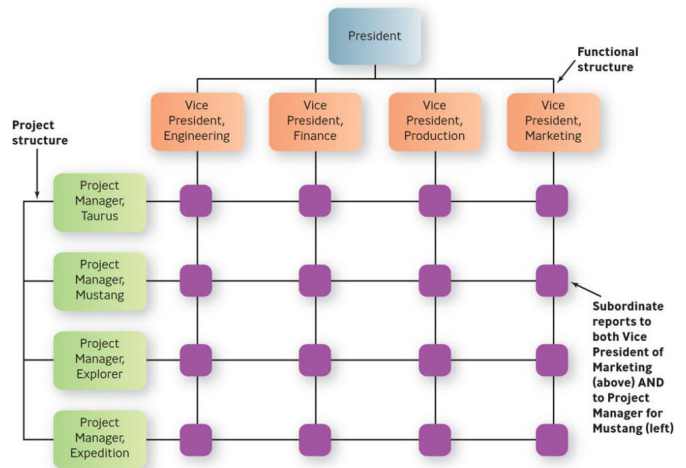 President
Functional
structure
Vice
President,
Engineering
Vice
President,
Finance
Vice
President,
Production
Vice
President,
Marketing
Project
structure
Project
Manager,
Taurus
Project
Manager,
Mustang
Project
Manager,
Explorer
Project
Manager,
Expedition
Subordinate
reports to
both Vice
President of
Marketing
(above) AND
to Project
Manager for
Mustang (left)